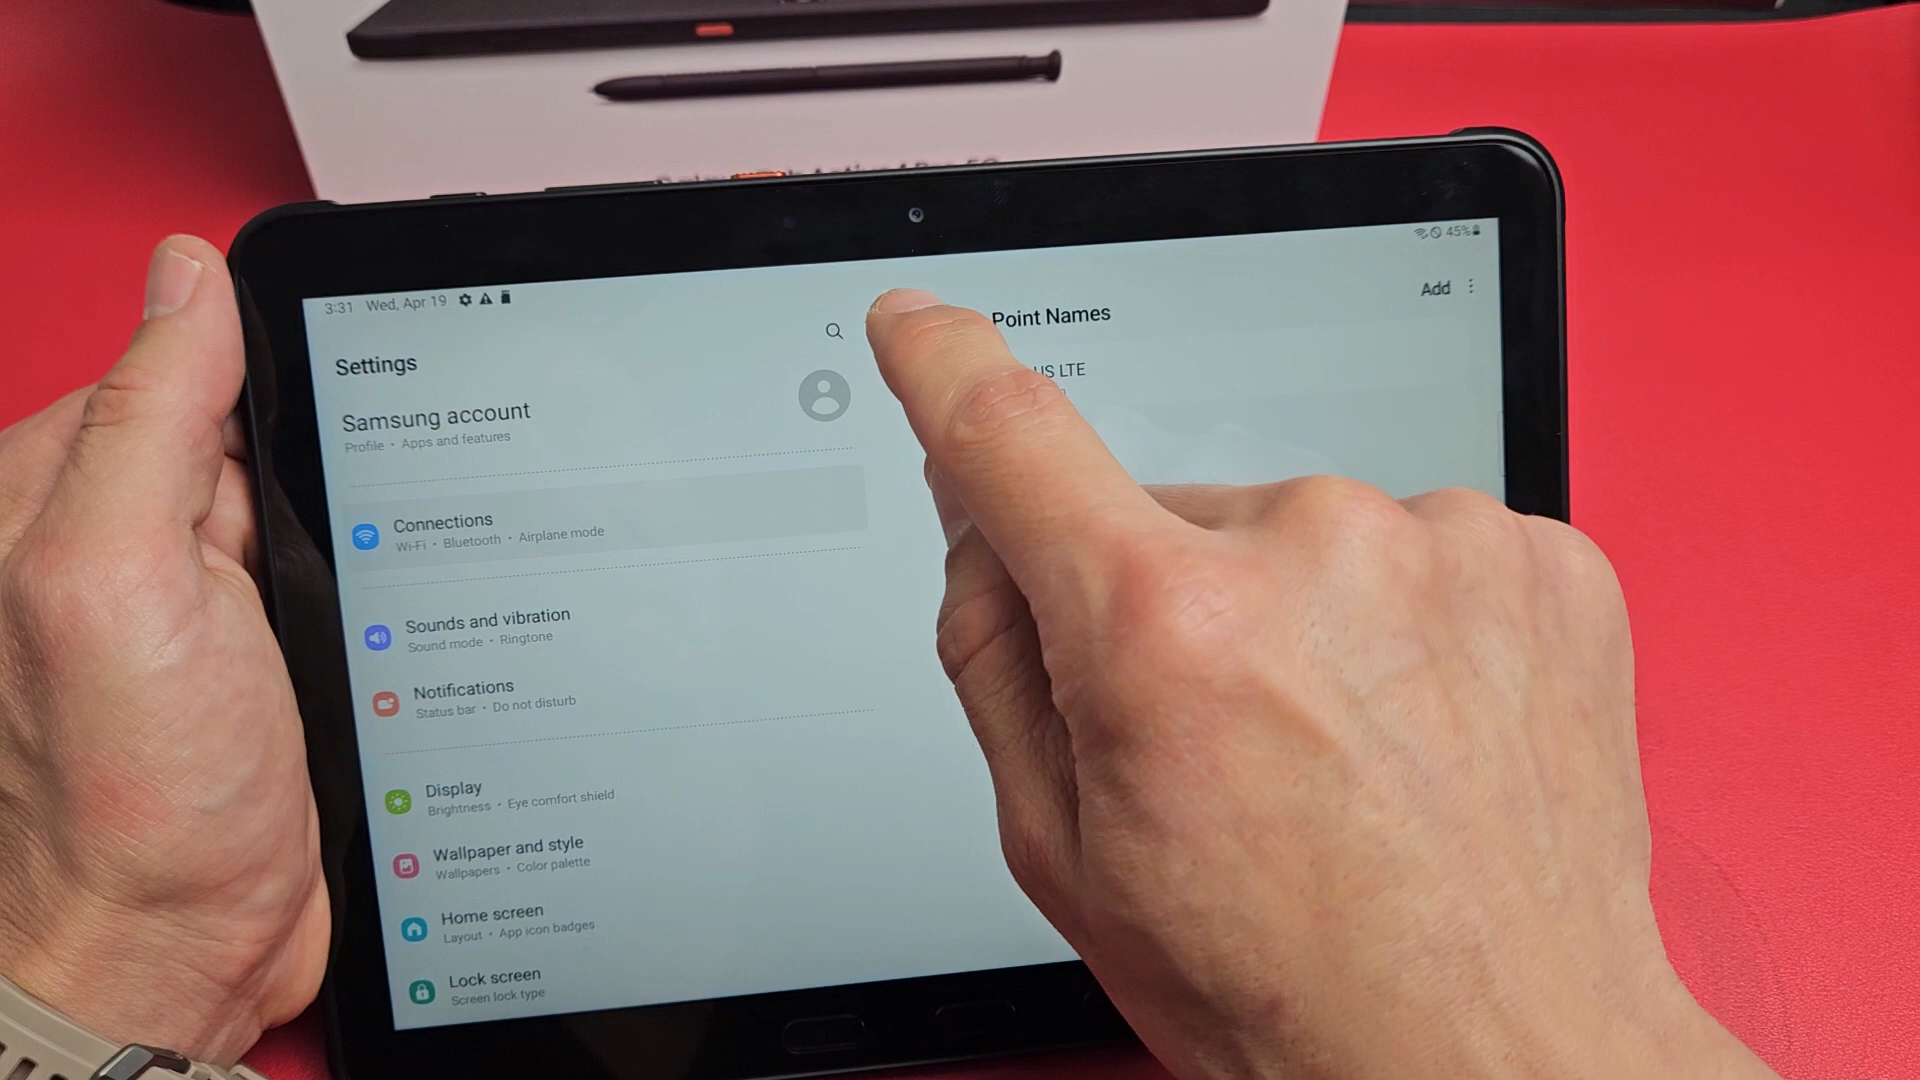 3:31 Wed, Apr 19
45%
Settings
Samsung account
Profile • Apps and features
Connections
Wi-Fi • Bluetooth • Airplane mode
Sounds and vibration
Sound mode • Ringtone
Notifications
Status bar • Do not disturb
Display
Brightness • Eye comfort shield
Wallpaper and style
Wallpapers • Color palette
Home screen
Layout • App icon badges
Lock screen
Screen lock type
Point Names
Add
US LTE